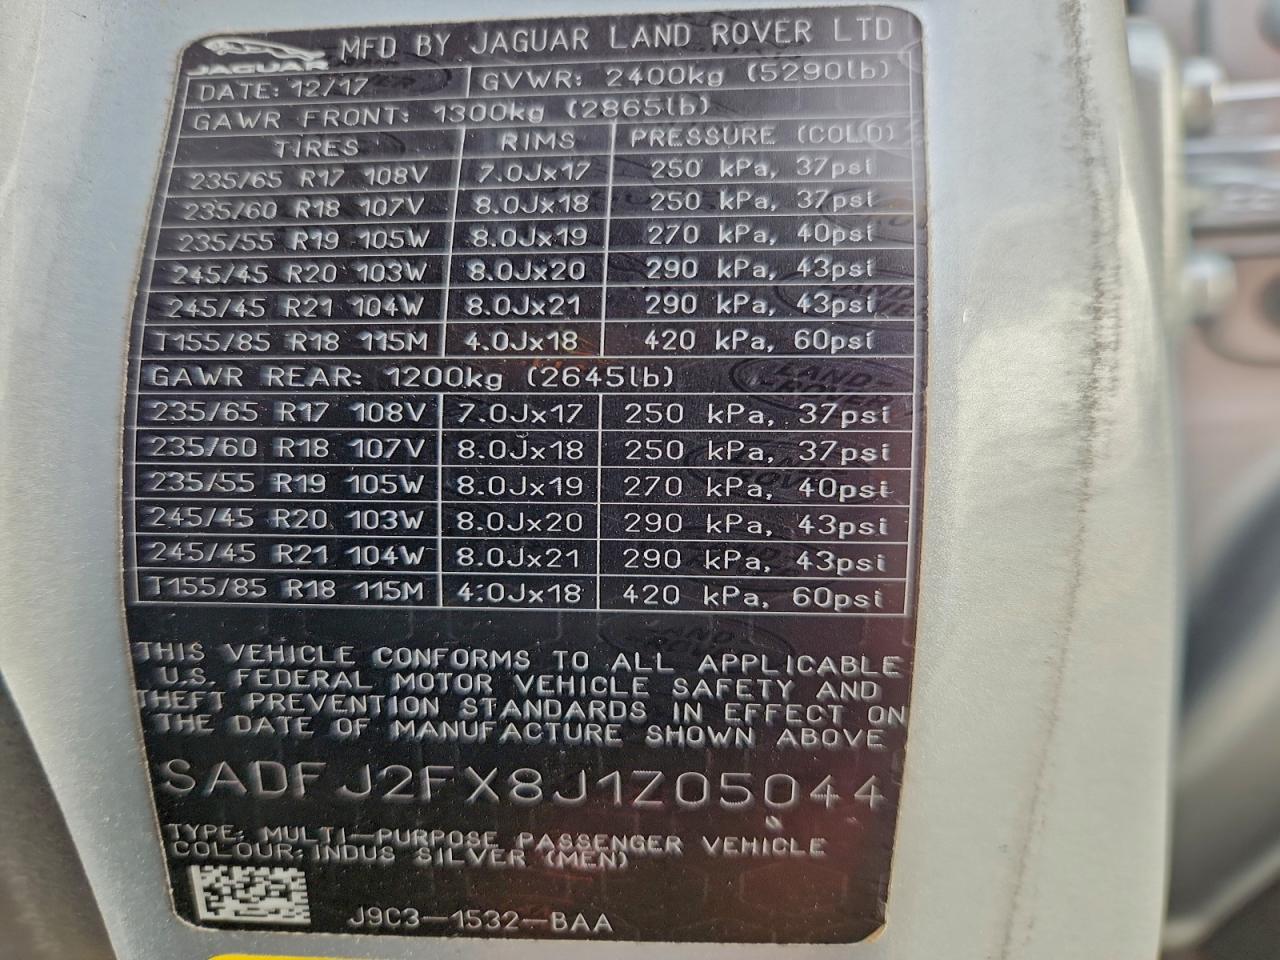 JAGUAR
MFD BY JAGUAR LAND ROVER LTD
DATE: 12/17 GVWR: 2400kg (5290lb)
GAWR FRONT: 1300kg (2865lb)
TIRES RIMS PRESSURE (COLD)
235/65 R17 108V 7.0Jx17 250 kPa, 37psi
235/60 R18 107V 8.0Jx18 250 kPa, 37psi
235/55 R19 105W 8.0Jx19 270 kPa, 40psi
245/45 R20 103W 8.0Jx20 290 kPa, 43psi
245/45 R21 104W 8.0Jx21 290 kPa, 43psi
T155/85 R18 115M 4.0Jx18 420 kPa, 60psi
GAWR REAR: 1200kg (2645lb)
235/65 R17 108V 7.0Jx17 250 kPa, 37psi
235/60 R18 107V 8.0Jx18 250 kPa, 37psi
235/55 R19 105W 8.0Jx19 270 kPa, 40psi
245/45 R20 103W 8.0Jx20 290 kPa, 43psi
245/45 R21 104W 8.0Jx21 290 kPa, 43psi
T155/85 R18 115M 4.0Jx18 420 kPa, 60psi
THIS VEHICLE CONFORMS TO ALL APPLICABLE
U.S. FEDERAL MOTOR VEHICLE SAFETY AND
THEFT PREVENTION STANDARDS IN EFFECT ON
THE DATE OF MANUFACTURE SHOWN ABOVE
SADFJ2FX8J1Z05044
TYPE: MULTI-PURPOSE PASSENGER VEHICLE
COLOUR: INDUS SILVER (MEN)
J9C3-1532-BAA